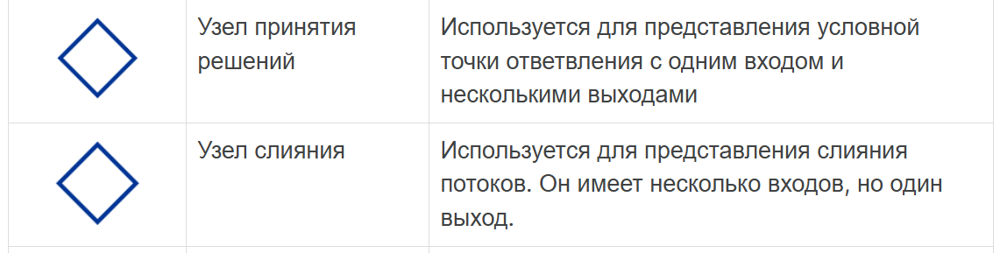 Узел принятия
решений
Используется для представления условной
точки ответвления с одним входом и
несколькими выходами
Узел слияния
Используется для представления слияния
потоков. Он имеет несколько входов, но один
выход.